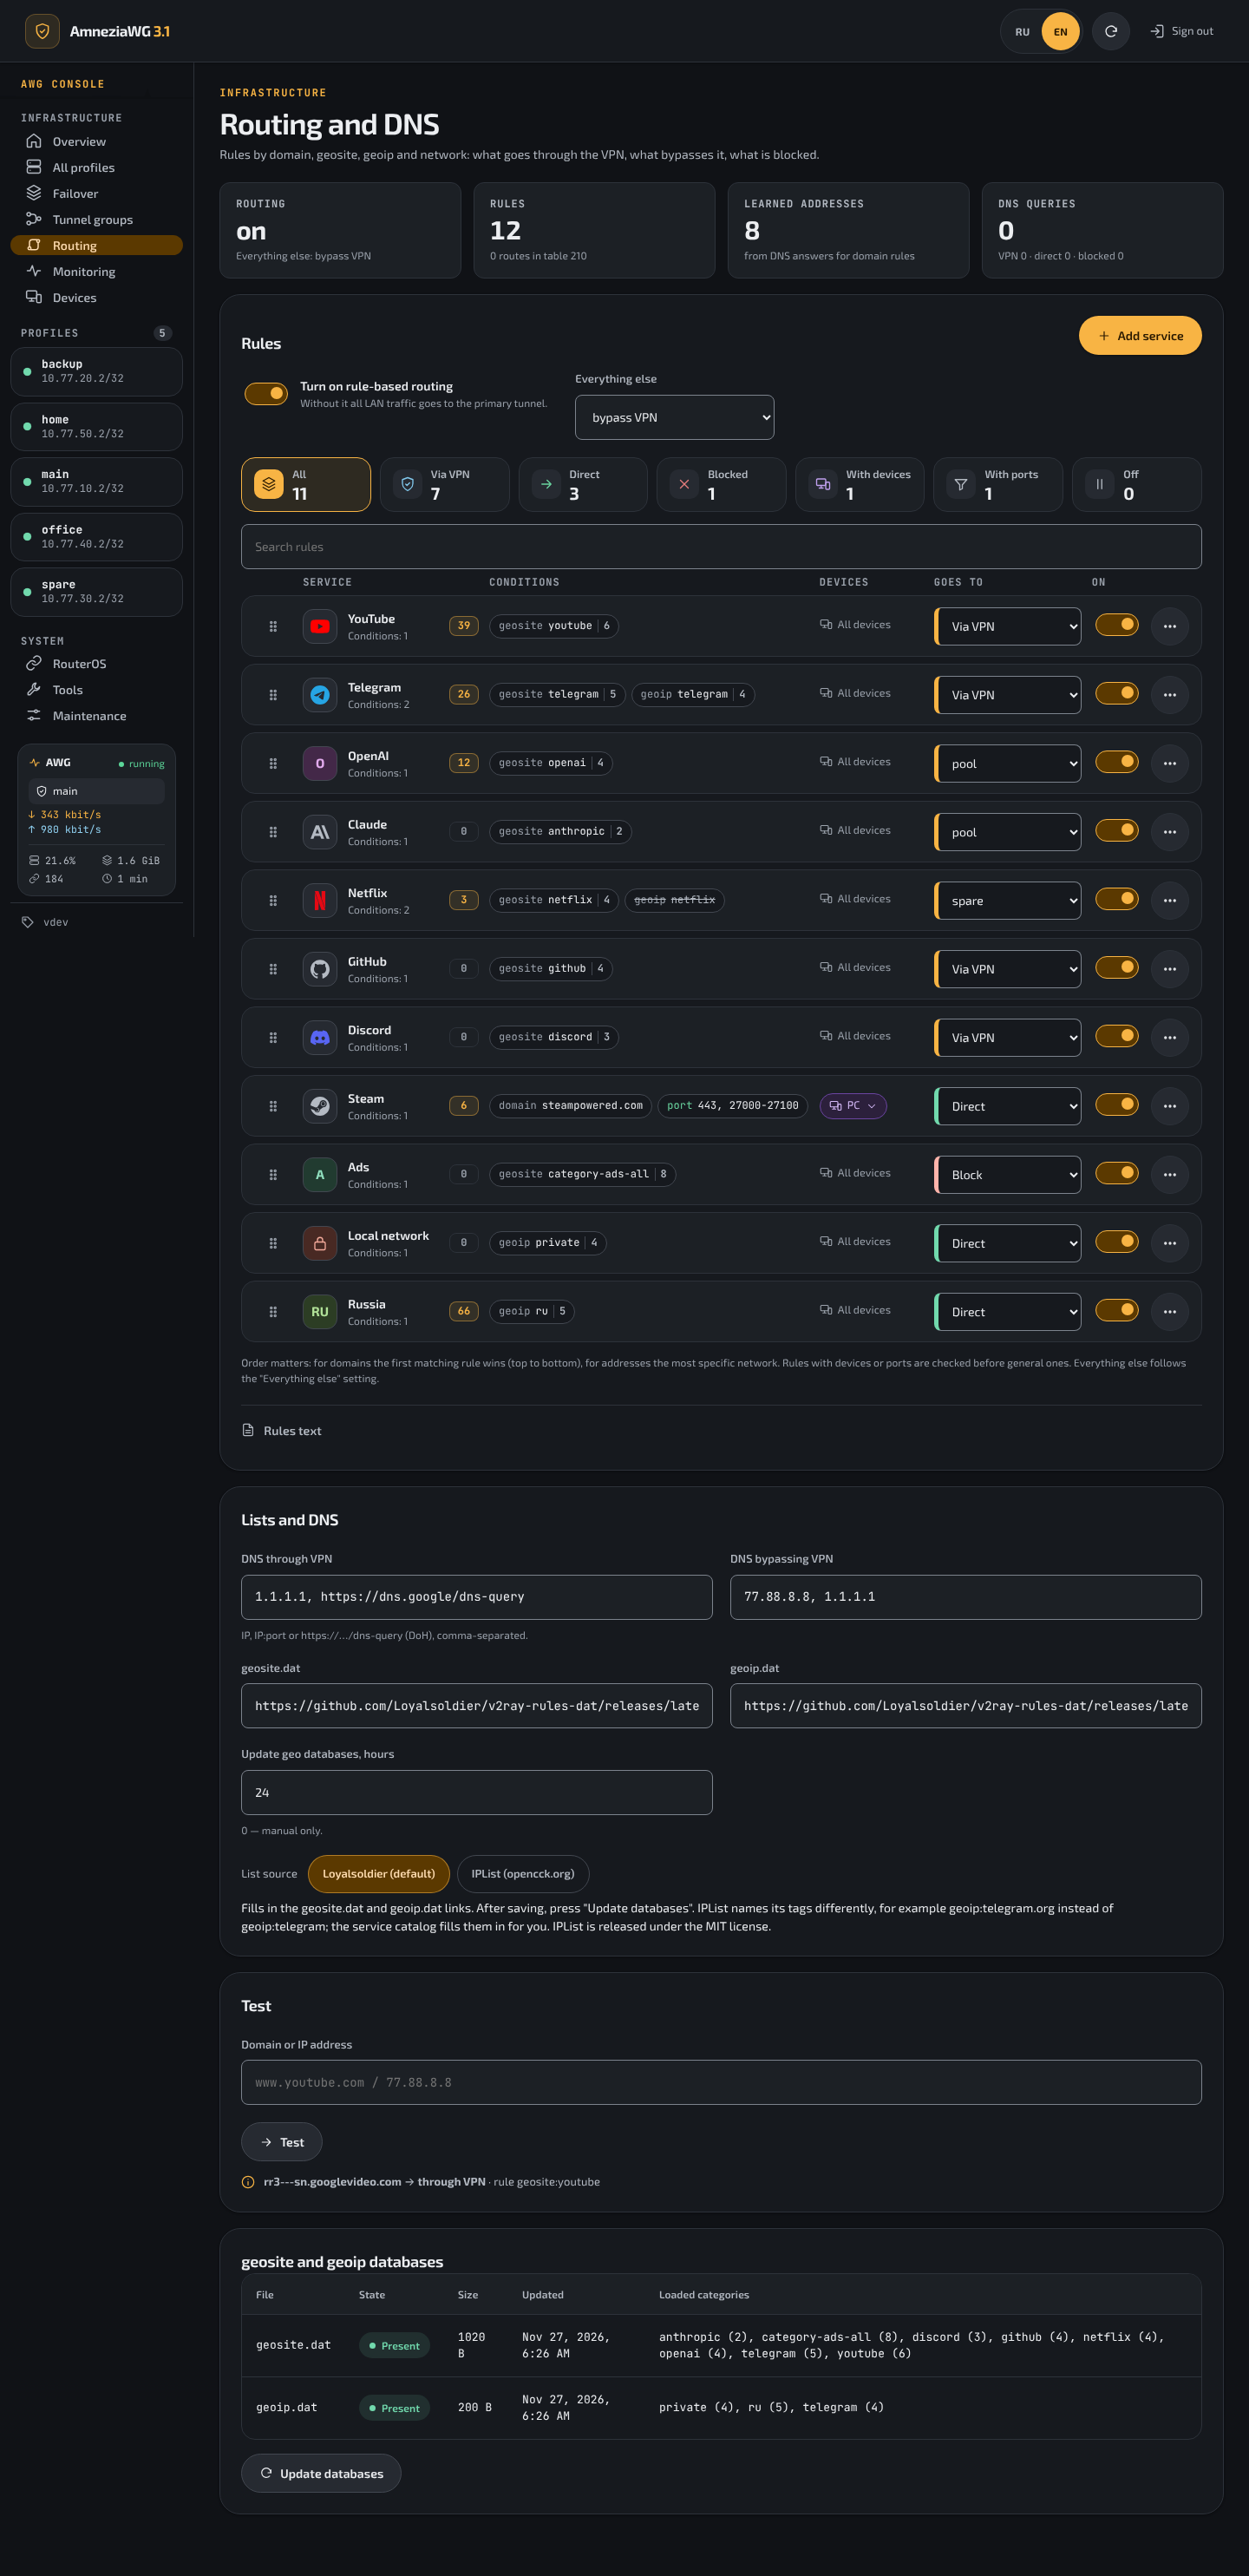 AmneziaWG 3.1
RU
EN
Sign out
AWG CONSOLE
INFRASTRUCTURE
Overview
All profiles
Failover
Tunnel groups
Routing
Monitoring
Devices
PROFILES
5
backup
10.77.20.2/32
home
10.77.50.2/32
main
10.77.10.2/32
office
10.77.40.2/32
spare
10.77.30.2/32
SYSTEM
RouterOS
Tools
Maintenance
AWG
running
main
↓ 343 kbit/s
↑ 980 kbit/s
21.6%
1.6 GiB
184
1 min
vdev
INFRASTRUCTURE
Routing and DNS
Rules by domain, geosite, geoip and network: what goes through the VPN, what bypasses it, what is blocked.
ROUTING
on
Everything else: bypass VPN
RULES
12
0 routes in table 210
LEARNED ADDRESSES
8
from DNS answers for domain rules
DNS QUERIES
0
VPN 0 · direct 0 · blocked 0
Rules
Add service
Turn on rule-based routing
Without it all LAN traffic goes to the primary tunnel.
Everything else
bypass VPN
All
11
Via VPN
7
Direct
3
Blocked
1
With devices
1
With ports
1
Off
0
Search rules
SERVICE CONDITIONS DEVICES GOES TO ON
YouTube
Conditions: 1
39
geosite youtube 6
All devices
Via VPN
Telegram
Conditions: 2
26
geosite telegram 5
geoip telegram 4
All devices
Via VPN
O
OpenAI
Conditions: 1
12
geosite openai 4
All devices
pool
Claude
Conditions: 1
0
geosite anthropic 2
All devices
pool
Netflix
Conditions: 2
3
geosite netflix 4
geoip netflix
All devices
spare
GitHub
Conditions: 1
0
geosite github 4
All devices
Via VPN
Discord
Conditions: 1
0
geosite discord 3
All devices
Via VPN
Steam
Conditions: 1
6
domain steampowered.com
port 443, 27000-27100
PC
Direct
A
Ads
Conditions: 1
0
geosite category-ads-all 8
All devices
Block
Local network
Conditions: 1
0
geoip private 4
All devices
Direct
RU
Russia
Conditions: 1
66
geoip ru 5
All devices
Direct
Order matters: for domains the first matching rule wins (top to bottom), for addresses the most specific network. Rules with devices or ports are checked before general ones. Everything else follows
the "Everything else" setting.
Rules text
Lists and DNS
DNS through VPN
1.1.1.1, https://dns.google/dns-query
IP, IP:port or https://…/dns-query (DoH), comma-separated.
DNS bypassing VPN
77.88.8.8, 1.1.1.1
geosite.dat
https://github.com/Loyalsoldier/v2ray-rules-dat/releases/late
geoip.dat
https://github.com/Loyalsoldier/v2ray-rules-dat/releases/late
Update geo databases, hours
24
0 — manual only.
List source
Loyalsoldier (default)
IPList (opencck.org)
Fills in the geosite.dat and geoip.dat links. After saving, press "Update databases". IPList names its tags differently, for example geoip:telegram.org instead of
geoip:telegram; the service catalog fills them in for you. IPList is released under the MIT license.
Test
Domain or IP address
www.youtube.com / 77.88.8.8
Test
rr3---sn.googlevideo.com → through VPN · rule geosite:youtube
geosite and geoip databases
File State Size Updated Loaded categories
geosite.dat
Present
1020
B
Nov 27, 2026,
6:26 AM
anthropic (2), category-ads-all (8), discord (3), github (4), netflix (4),
openai (4), telegram (5), youtube (6)
geoip.dat
Present
200 B
Nov 27, 2026,
6:26 AM
private (4), ru (5), telegram (4)
Update databases